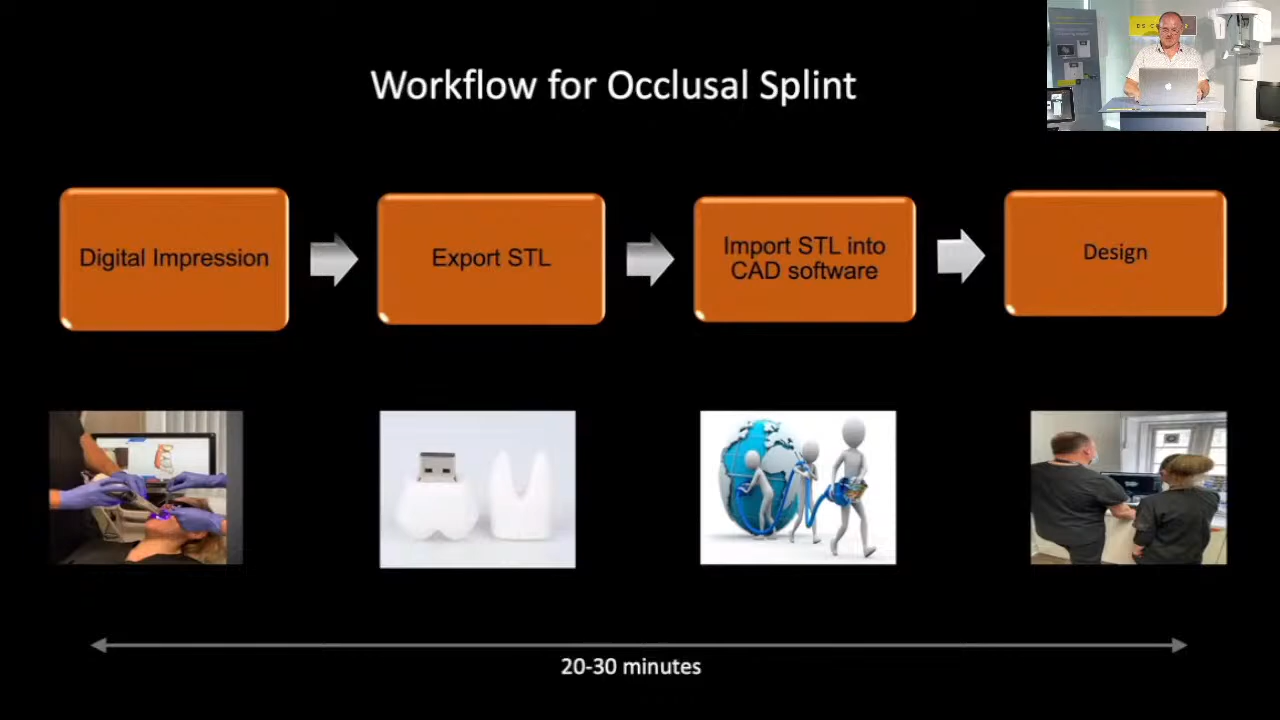 Workflow for Occlusal Splint
Digital Impression
Export STL
Import STL into
CAD software
Design
20-30 minutes